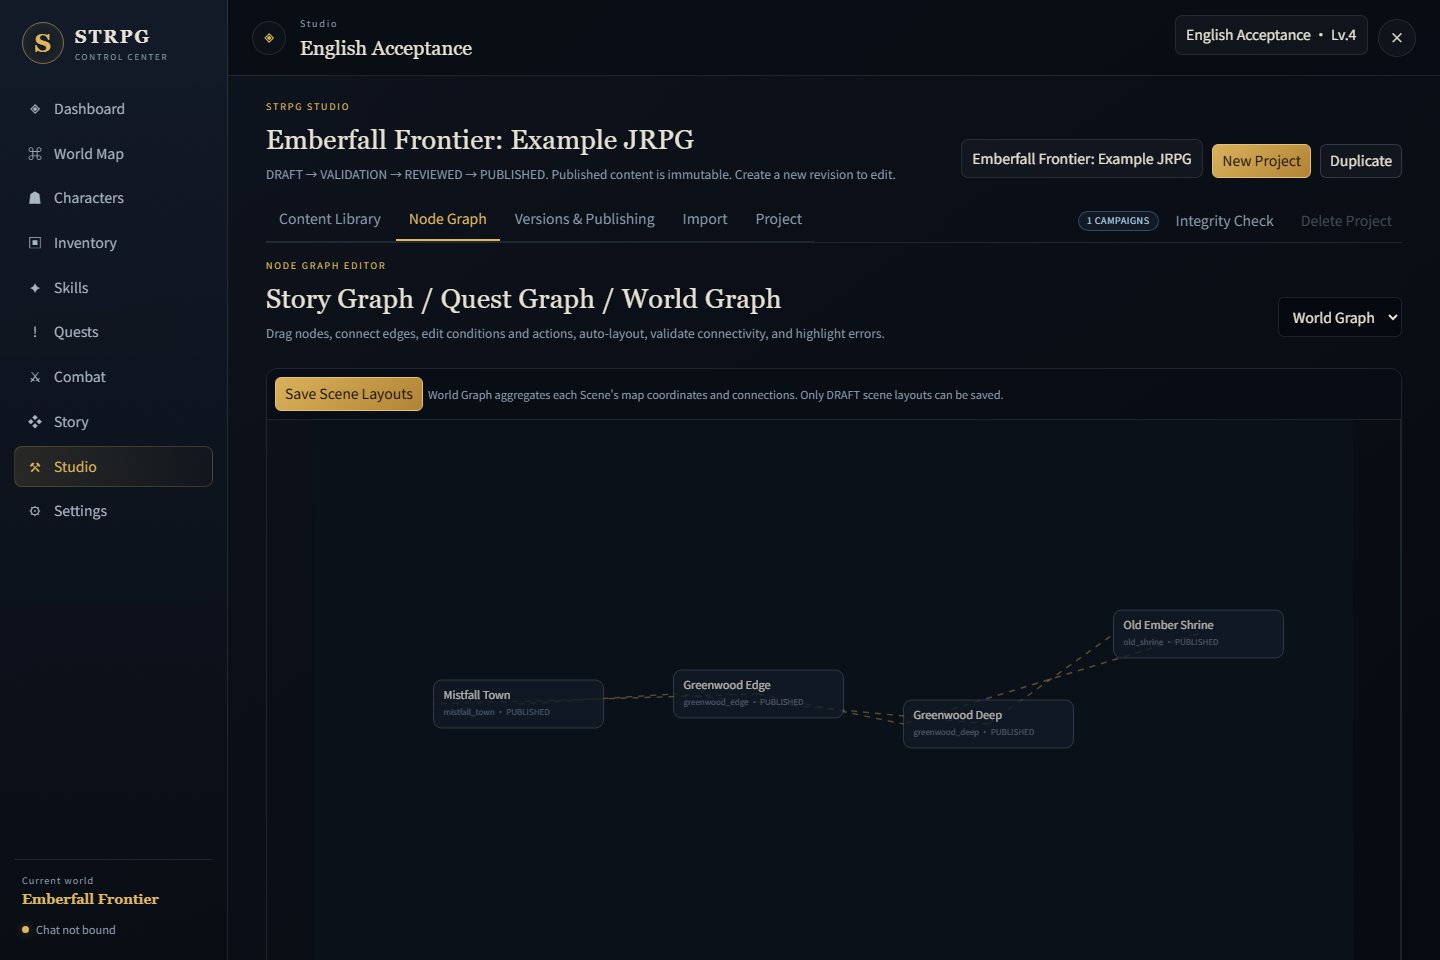 S
STRPG
CONTROL CENTER
Dashboard
World Map
Characters
Inventory
Skills
Quests
Combat
Story
Studio
Settings
Current world
Emberfall Frontier
Chat not bound
Studio
English Acceptance
English Acceptance • Lv.4
STRPG STUDIO
Emberfall Frontier: Example JRPG
DRAFT → VALIDATION → REVIEWED → PUBLISHED. Published content is immutable. Create a new revision to edit.
Emberfall Frontier: Example JRPG
New Project
Duplicate
Content Library
Node Graph
Versions & Publishing
Import
Project
1 CAMPAIGNS
Integrity Check
Delete Project
NODE GRAPH EDITOR
Story Graph / Quest Graph / World Graph
Drag nodes, connect edges, edit conditions and actions, auto-layout, validate connectivity, and highlight errors.
World Graph
Save Scene Layouts
World Graph aggregates each Scene's map coordinates and connections. Only DRAFT scene layouts can be saved.
Old Ember Shrine
old_shrine • PUBLISHED
Greenwood Edge
greenwood_edge • PUBLISHED
Mistfall Town
mistfall_town • PUBLISHED
Greenwood Deep
greenwood_deep • PUBLISHED